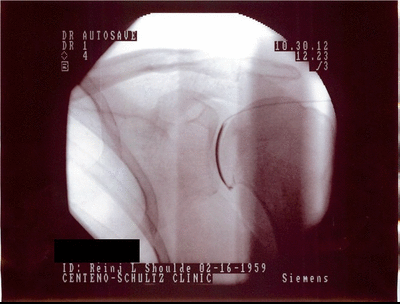 DR AUTOSAVE
DR 1
◇ 4
B
10.30.12
12.23
/3
ID: Reinj L Shoulde 02-16-1959
CENTENO-SCHULTZ CLINIC
Siemens